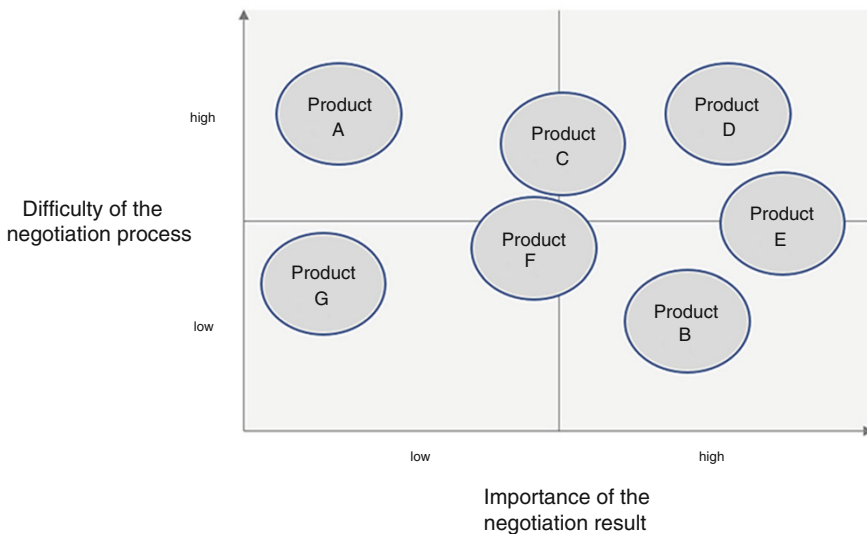 Product
A
Product
D
high
Product
C
Product
E
Difficulty of the
negotiation process
Product
F
Product
G
Product
B
low
low
high
Importance of the
negotiation result